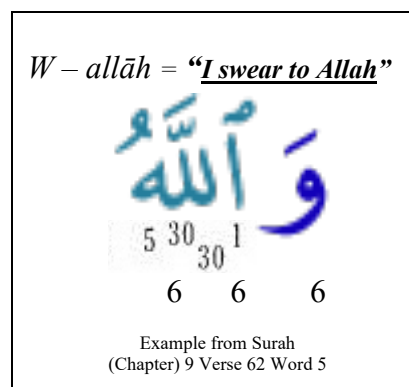 W – allāh = “I swear to Allah”
وَٱللَّهُ
5 30 30 1
6 6 6
Example from Surah
(Chapter) 9 Verse 62 Word 5